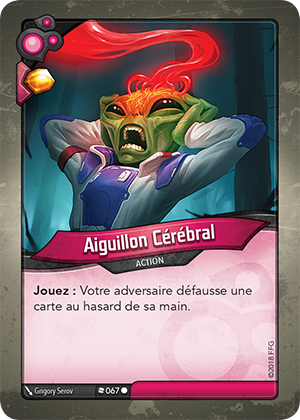 Aiguillon Cérébral
ACTION
Jouez : Votre adversaire défausse une
carte au hasard de sa main.
Grigory Serov
067
©2018 FFG